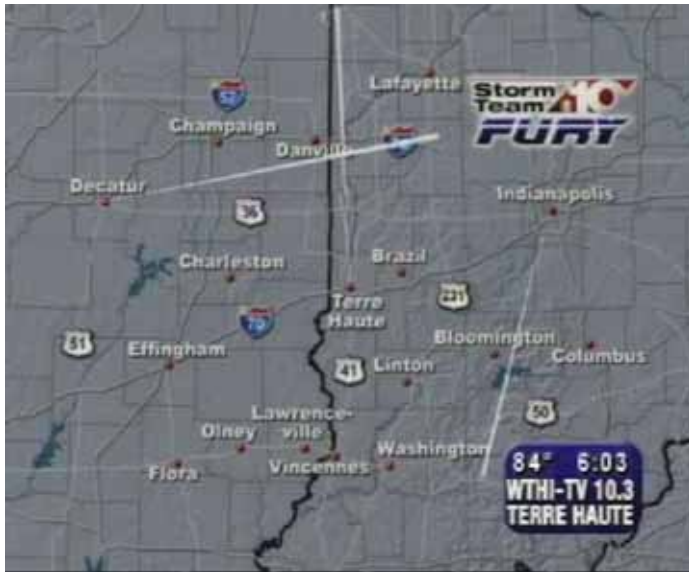 Lafayette
Storm
Team 10
FURY
57
Champaign
Danville
Decatur
Indianapolis
36
Charleston
Brazil
Terre
Haute
231
70
51
Effingham
Bloomington
Columbus
41
Linton
50
Lawrence-
ville
Olney
Washington
Flora
Vincennes
84° 6:03
WTHI-TV 10.3
TERRE HAUTE